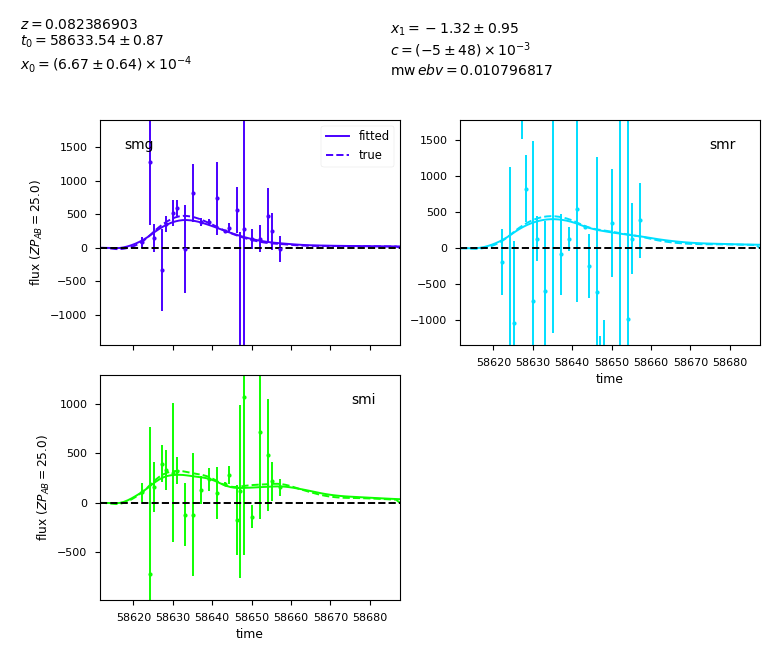 z = 0.082386903
t₀ = 58633.54 ± 0.87
x₀ = (6.67 ± 0.64) × 10⁻⁴
x₁ = −1.32 ± 0.95
c = (−5 ± 48) × 10⁻³
mw ebv = 0.010796817
smg
fitted
true
1500
1000
500
0
−500
−1000
flux (ZP_AB = 25.0)
smr
1500
1000
500
0
−500
−1000
58620 58630 58640 58650 58660 58670 58680
time
smi
1000
500
0
−500
flux (ZP_AB = 25.0)
58620 58630 58640 58650 58660 58670 58680
time